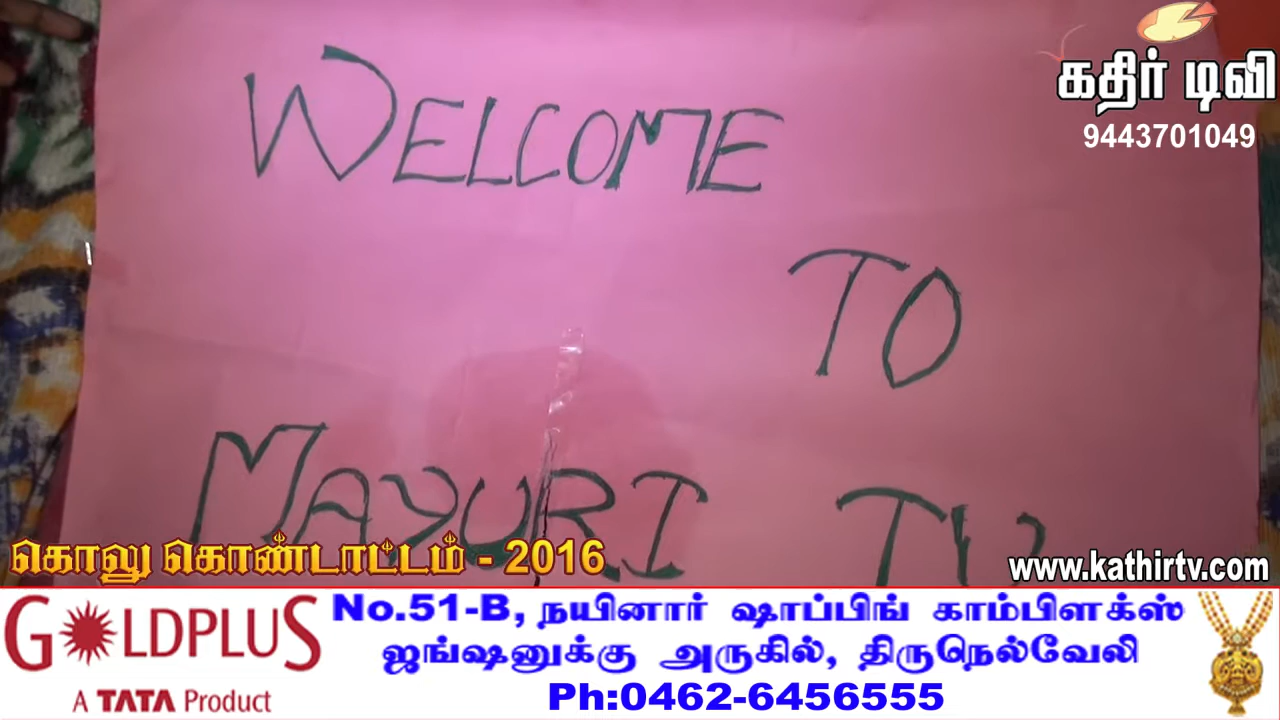 கதிர் டிவி
9443701049
WELCOME
TO
MAYURI TV
கொலு கொண்டாட்டம் - 2016
www.kathirtv.com
GOLDPLUS
A TATA Product
No.51-B, நயினார் ஷாப்பிங் காம்பிளக்ஸ்
ஜங்ஷனுக்கு அருகில், திருநெல்வேலி
Ph:0462-6456555